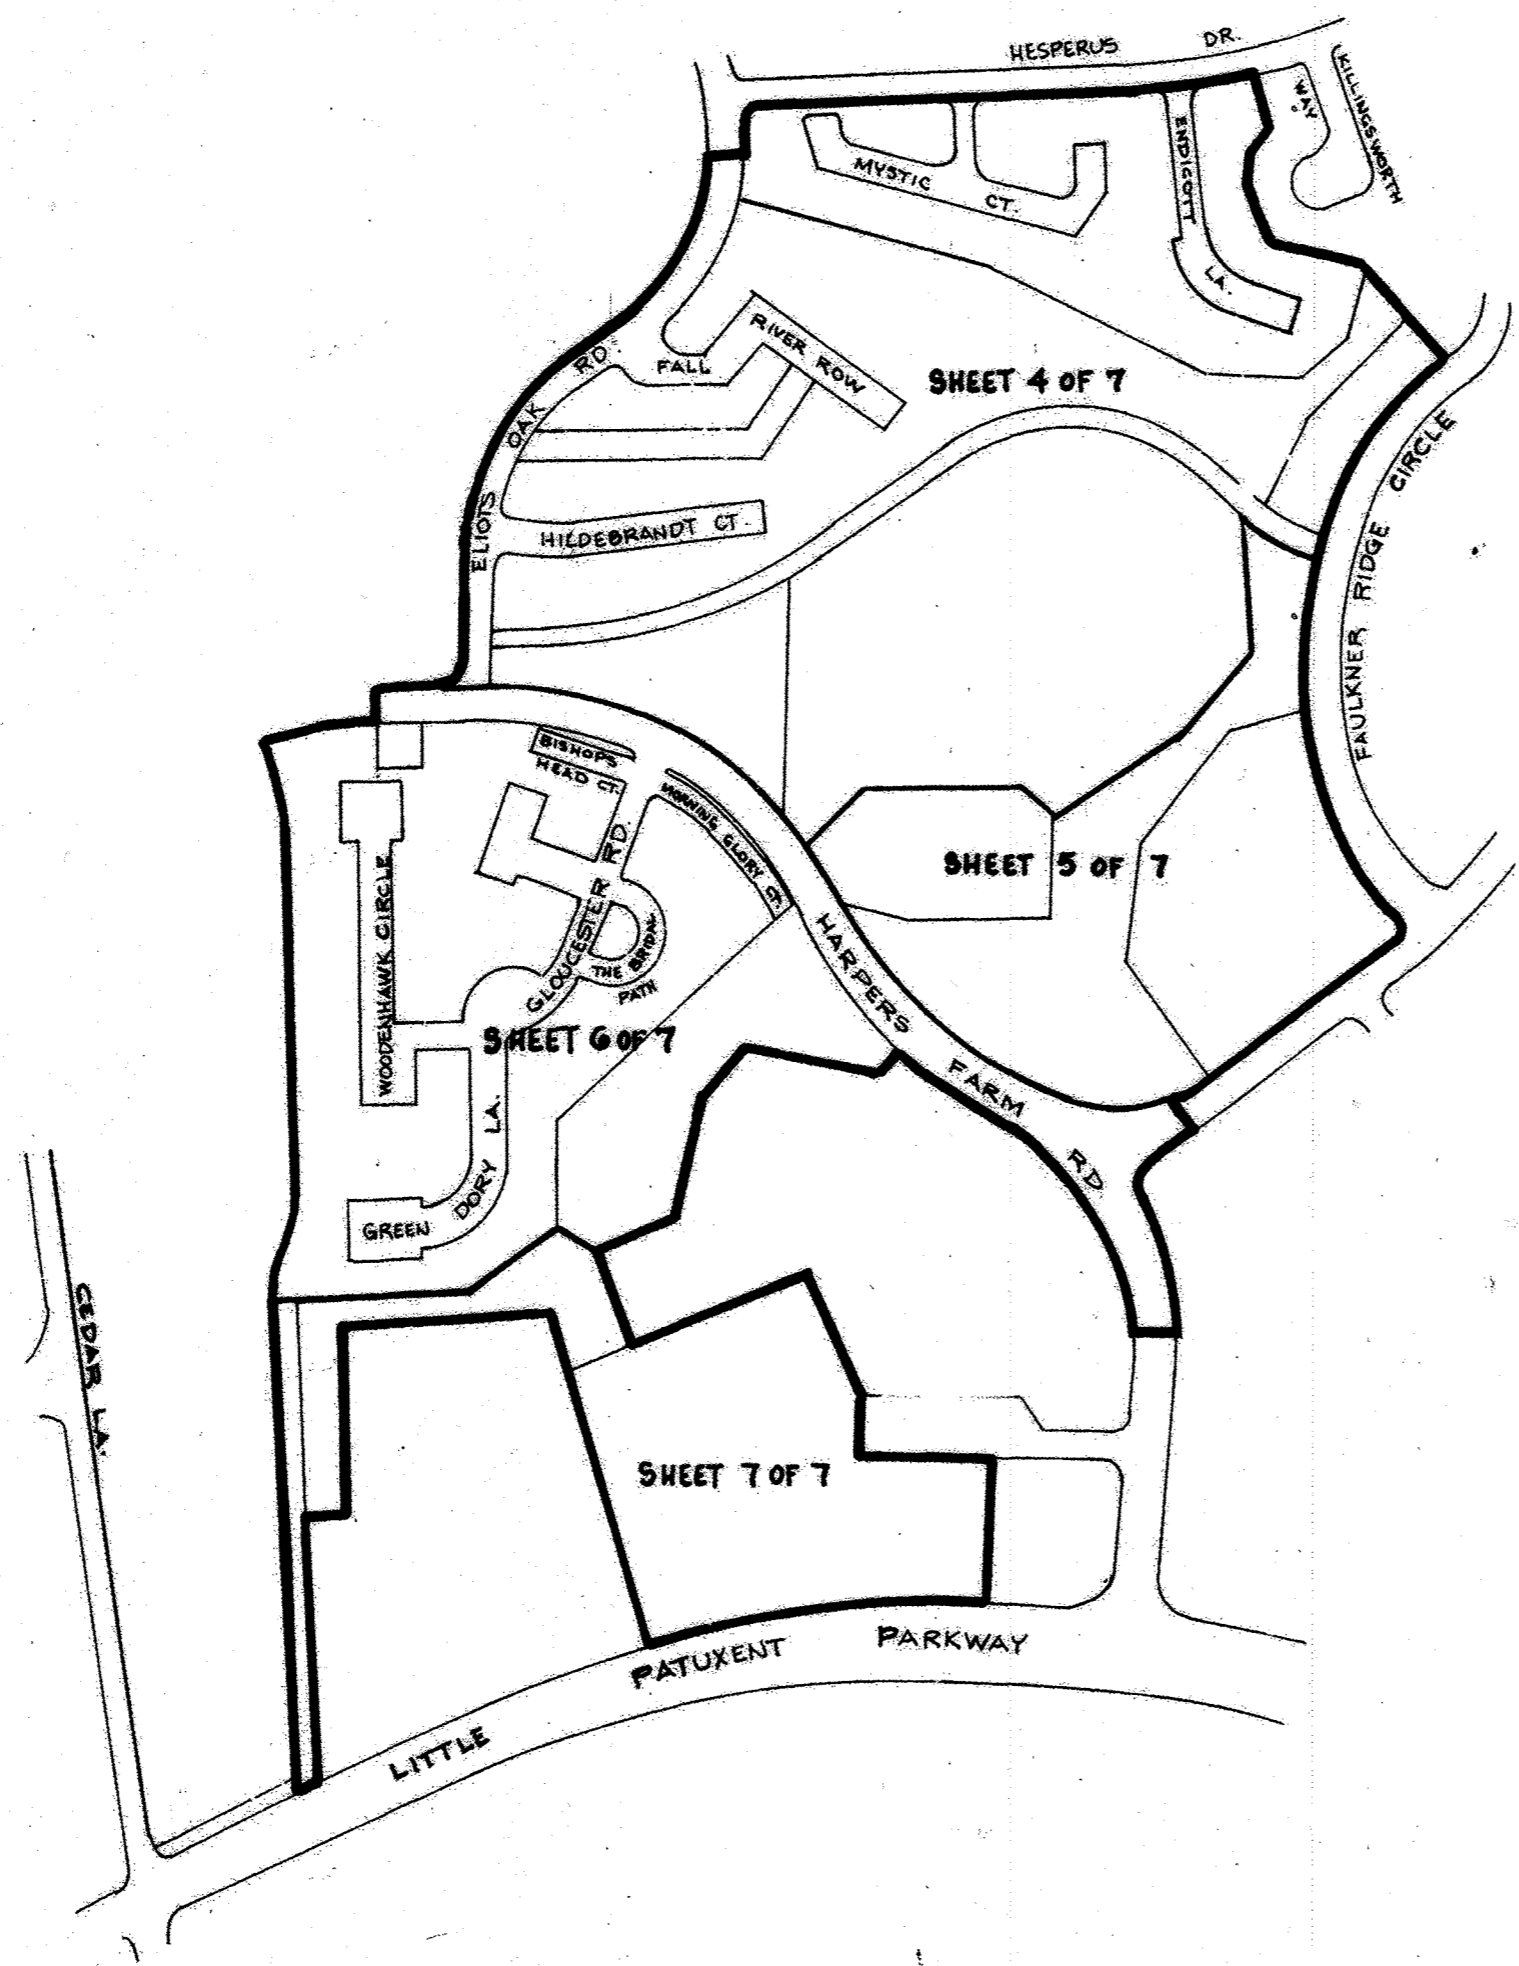 HESPERUS DR.
KILLINGSWORTH
WAY
ENDICOTT
LA.
MYSTIC CT.
RIVER ROW
FALL
SHEET 4 OF 7
ELIOTS OAK RD.
HILDEBRANDT CT.
FAULKNER RIDGE CIRCLE
BISHOPS
HEAD CT.
MORNING GLORY CT.
SHEET 5 OF 7
WOODENHAWK CIRCLE
GLOUCESTER RD.
THE BRIDAL
PATH
HARPERS FARM RD
SHEET 6 OF 7
GREEN DORY LA.
CEDAR LA.
SHEET 7 OF 7
LITTLE PATUXENT PARKWAY